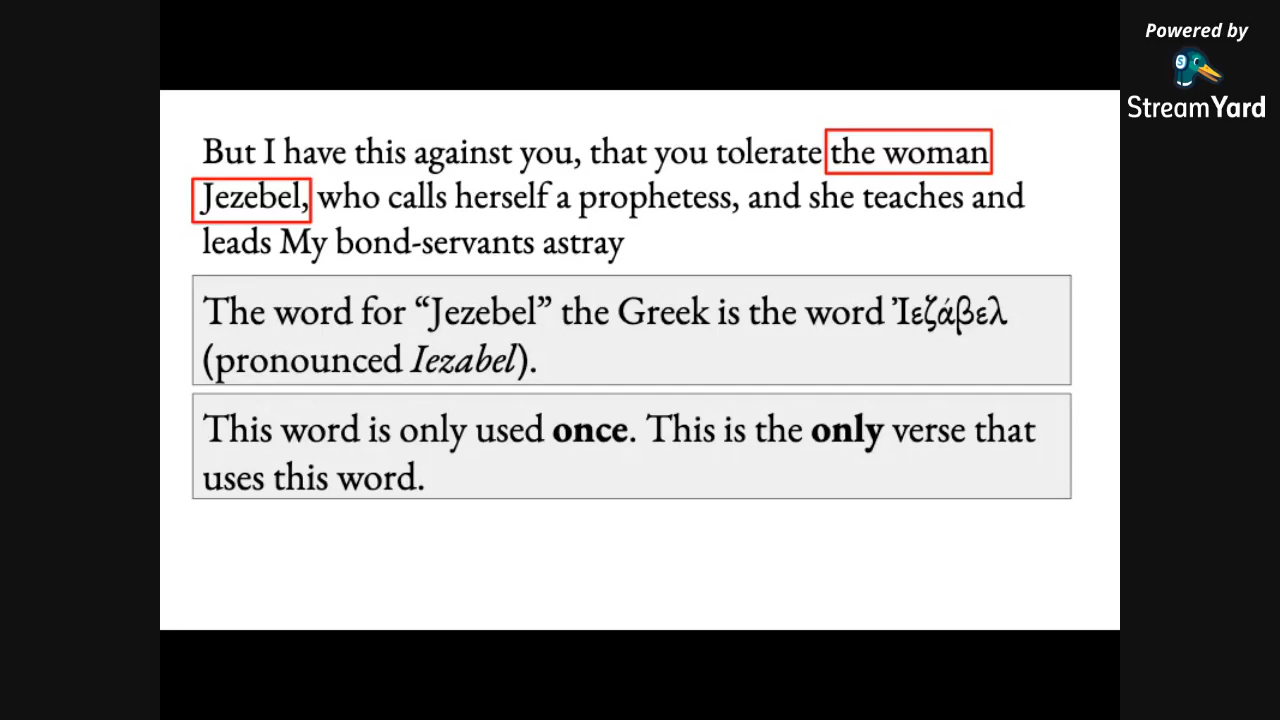 Powered by
StreamYard
But I have this against you, that you tolerate the woman
Jezebel, who calls herself a prophetess, and she teaches and
leads My bond-servants astray
The word for “Jezebel” the Greek is the word Ἰεζάβελ
(pronounced Iezabel).
This word is only used once. This is the only verse that
uses this word.